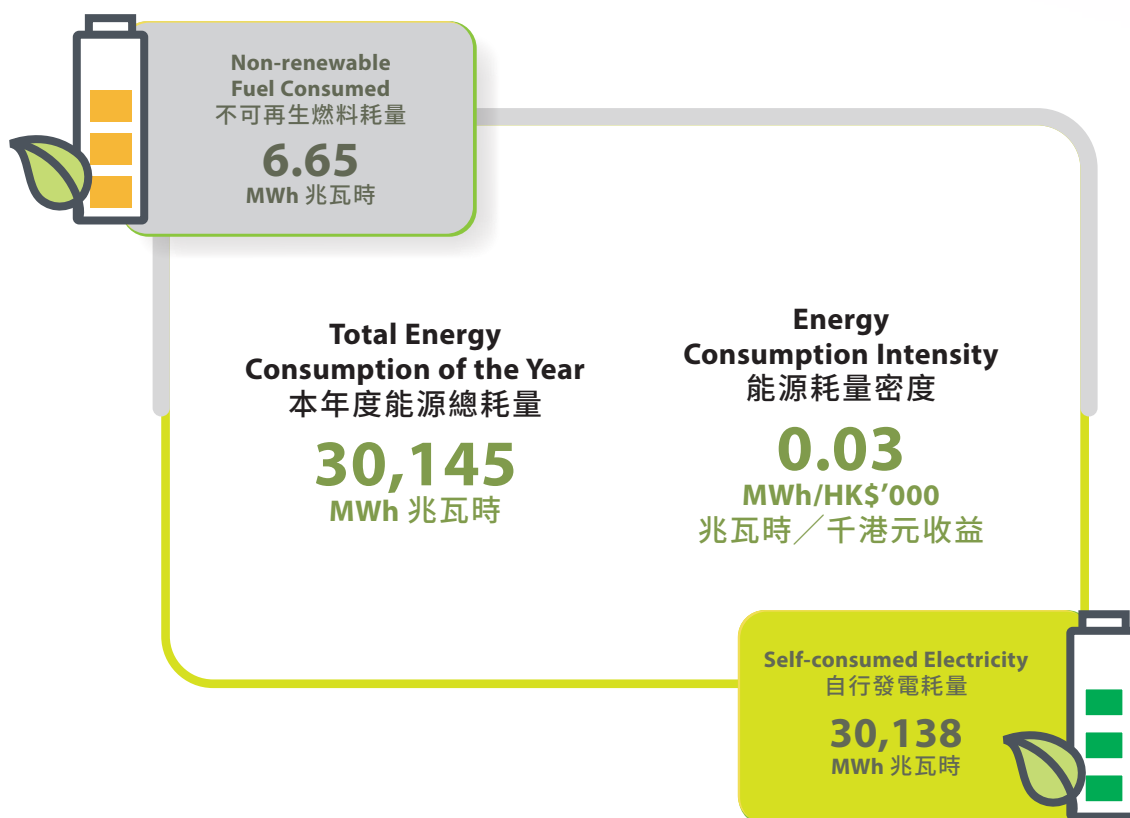 Non-renewable
Fuel Consumed
不可再生燃料耗量
6.65
MWh 兆瓦時
Total Energy
Consumption of the Year
本年度能源總耗量
30,145
MWh 兆瓦時
Energy
Consumption Intensity
能源耗量密度
0.03
MWh/HK$’000
兆瓦時╱千港元收益
Self-consumed Electricity
自行發電耗量
30,138
MWh 兆瓦時